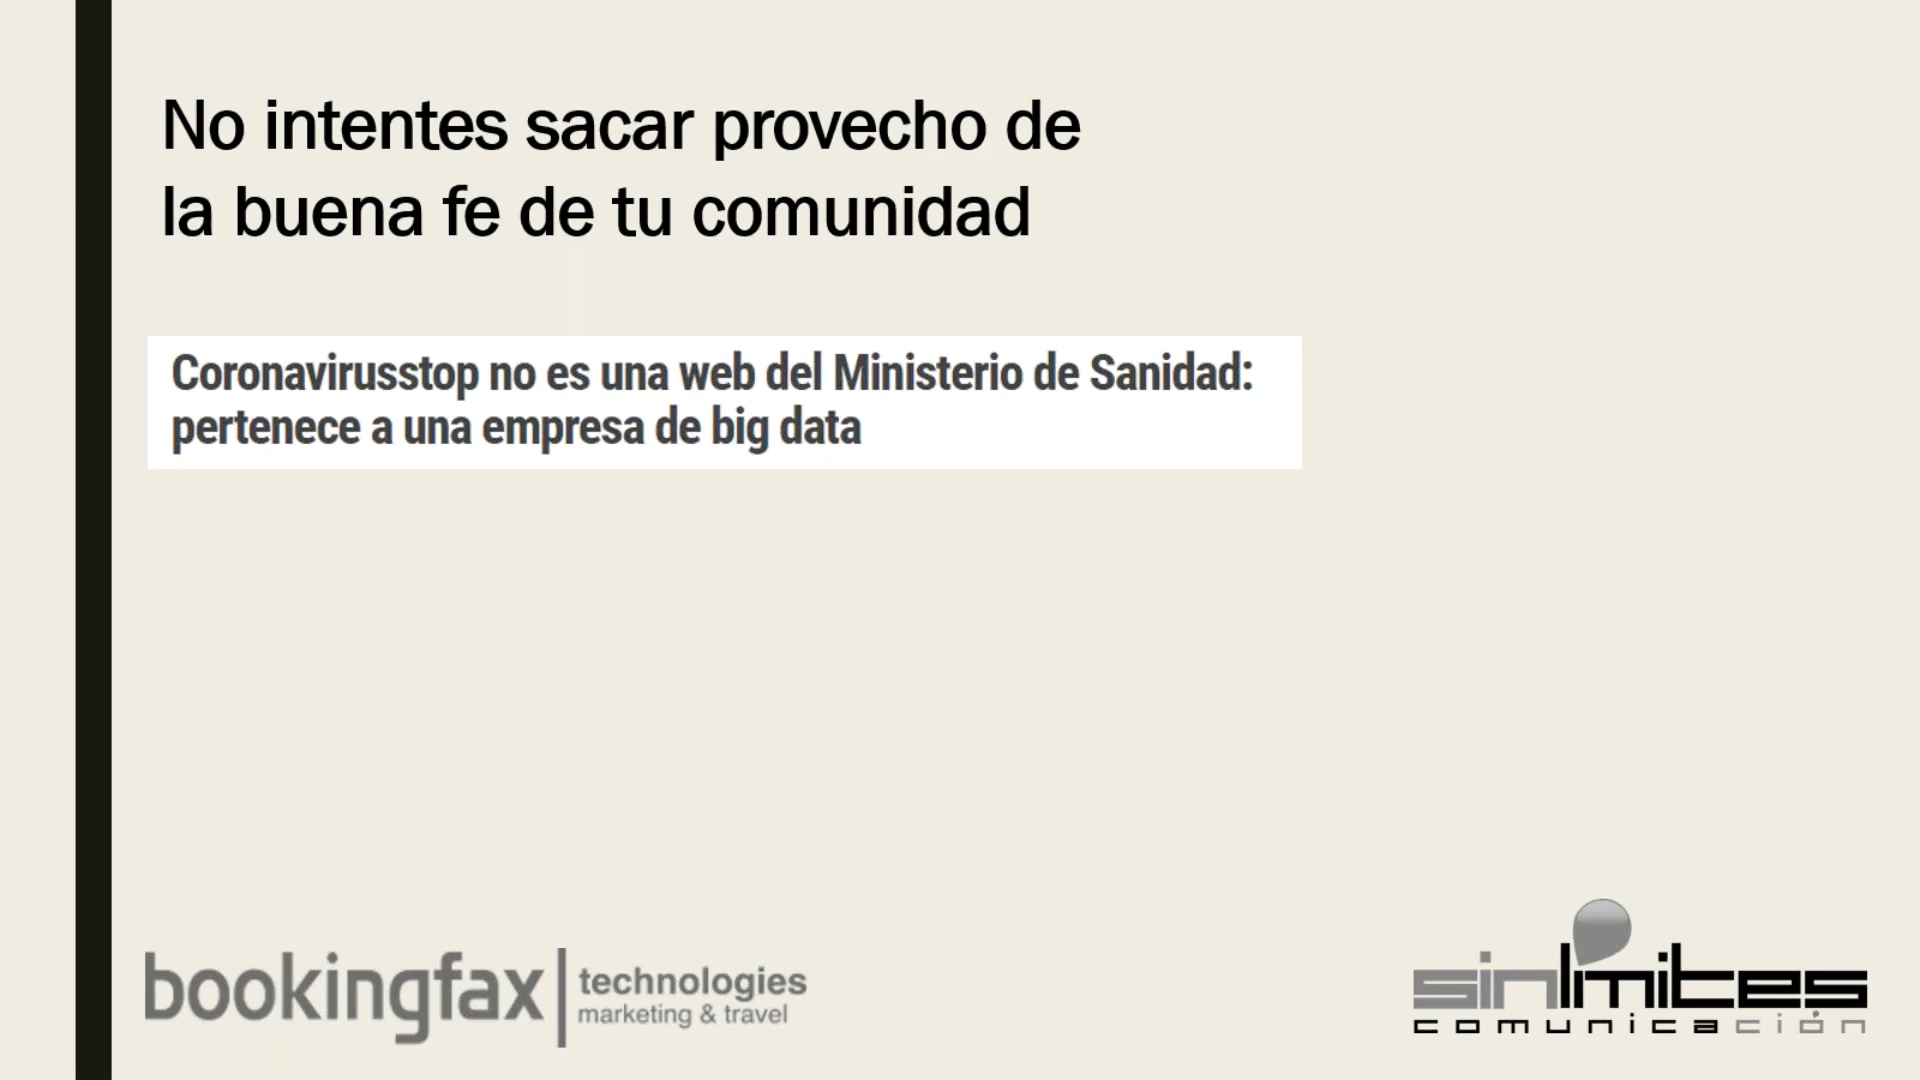 No intentes sacar provecho de
la buena fe de tu comunidad
Coronavirusstop no es una web del Ministerio de Sanidad:
pertenece a una empresa de big data
bookingfax technologies
marketing & travel
sinlimites
comunicación